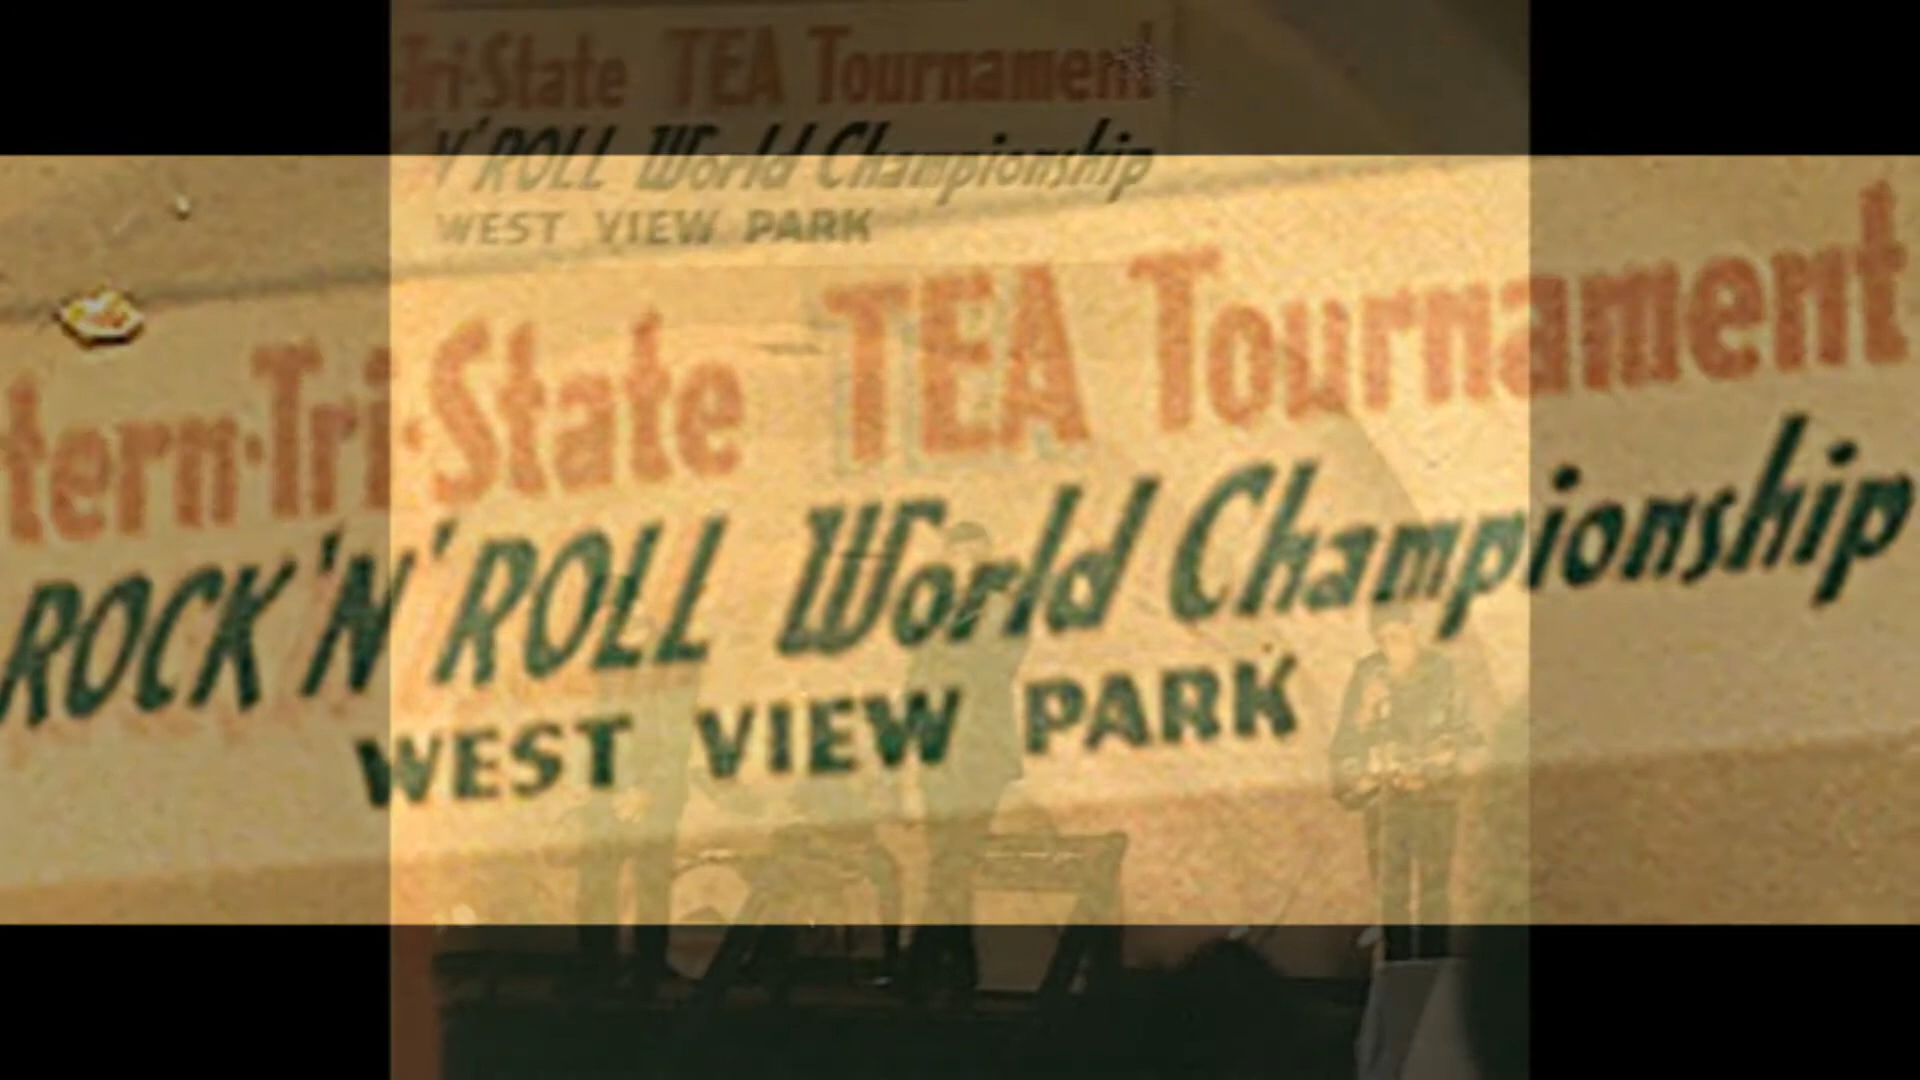 Tri-State TEA Tournament
N' ROLL World Championship
WEST VIEW PARK
tern-Tri-State TEA Tournament
ROCK 'N' ROLL World Championship
WEST VIEW PARK